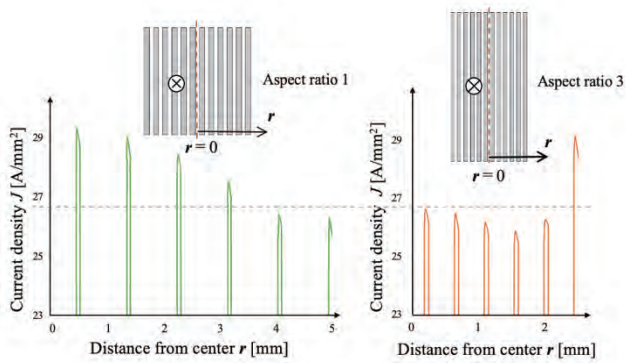 Aspect ratio 1
r
r = 0
Current density J [A/mm²]
29
27
25
23
0 1 2 3 4 5
Distance from center r [mm]
Aspect ratio 3
r
r = 0
Current density J [A/mm²]
29
27
25
23
0 1 2
Distance from center r [mm]